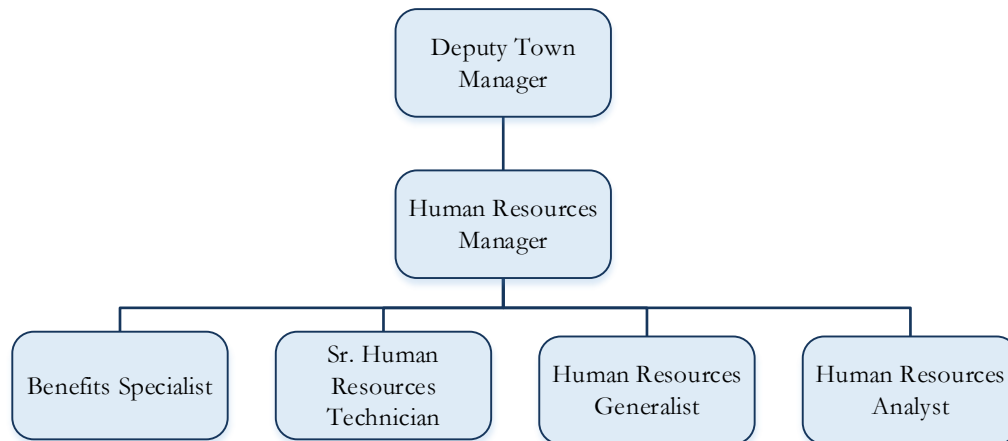 Deputy Town
Manager
Human Resources
Manager
Benefits Specialist
Sr. Human
Resources
Technician
Human Resources
Generalist
Human Resources
Analyst